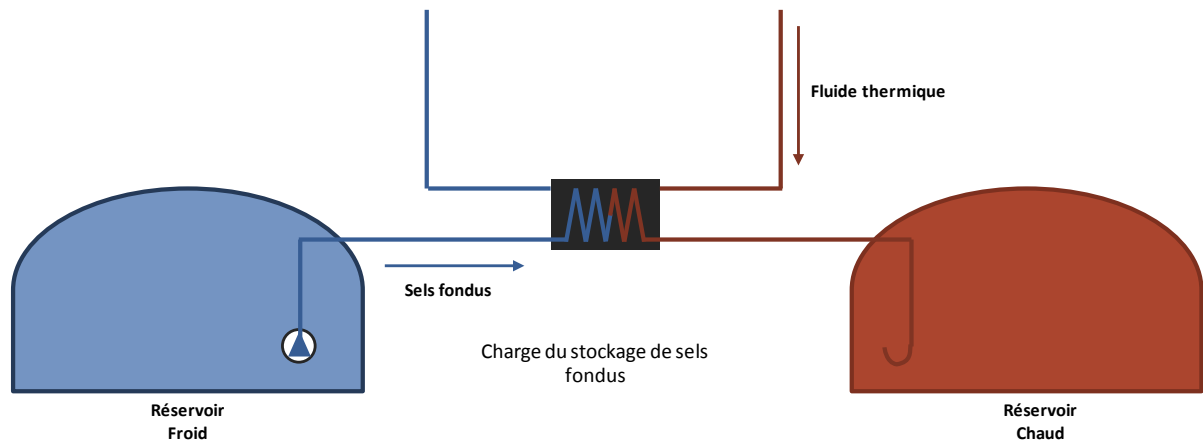 Fluide thermique
Sels fondus
Charge du stockage de sels
fondus
Réservoir
Froid
Réservoir
Chaud